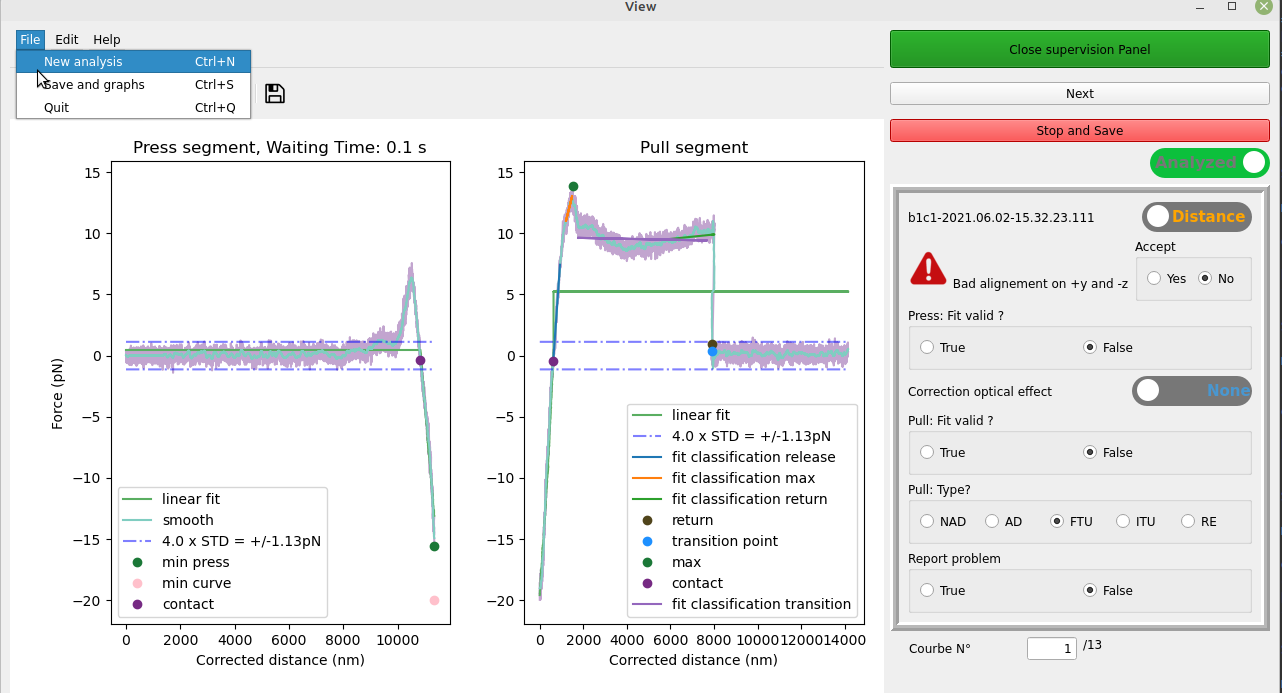 View
File Edit Help
New analysis Ctrl+N
Save and graphs Ctrl+S
Quit Ctrl+Q
Close supervision Panel
Next
Stop and Save
Analyzed
Press segment, Waiting Time: 0.1 s
15
10
5
0
−5
−10
−15
−20
Force (pN)
0 2000 4000 6000 8000 10000
Corrected distance (nm)
linear fit
smooth
4.0 x STD = +/-1.13pN
min press
min curve
contact
Pull segment
15
10
5
0
−5
−10
−15
−20
0 2000 4000 6000 8000 10000 12000 14000
Corrected distance (nm)
linear fit
4.0 x STD = +/-1.13pN
fit classification release
fit classification max
fit classification return
return
transition point
max
contact
fit classification transition
b1c1-2021.06.02-15.32.23.111
Distance
Accept
Bad alignement on +y and -z
Yes No
Press: Fit valid ?
True False
Correction optical effect None
Pull: Fit valid ?
True False
Pull: Type?
NAD AD FTU ITU RE
Report problem
True False
Courbe N° 1 /13